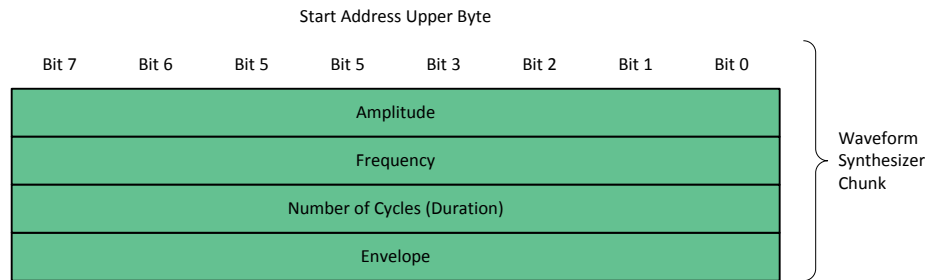 Start Address Upper Byte
Bit 7 Bit 6 Bit 5 Bit 5 Bit 3 Bit 2 Bit 1 Bit 0
Amplitude
Frequency
Number of Cycles (Duration)
Envelope
Waveform
Synthesizer
Chunk